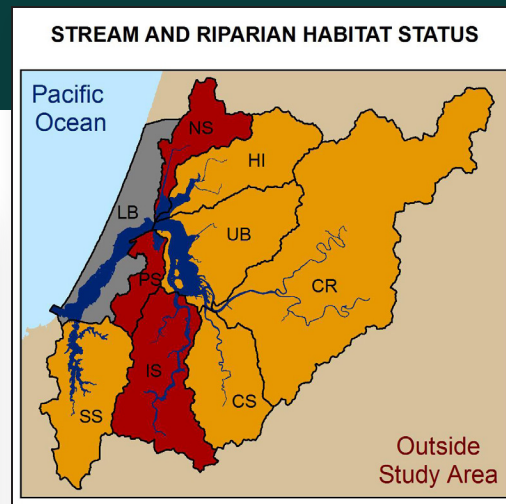 STREAM AND RIPARIAN HABITAT STATUS
Pacific
Ocean
NS
HI
LB
UB
PS
CR
IS
CS
SS
Outside
Study Area